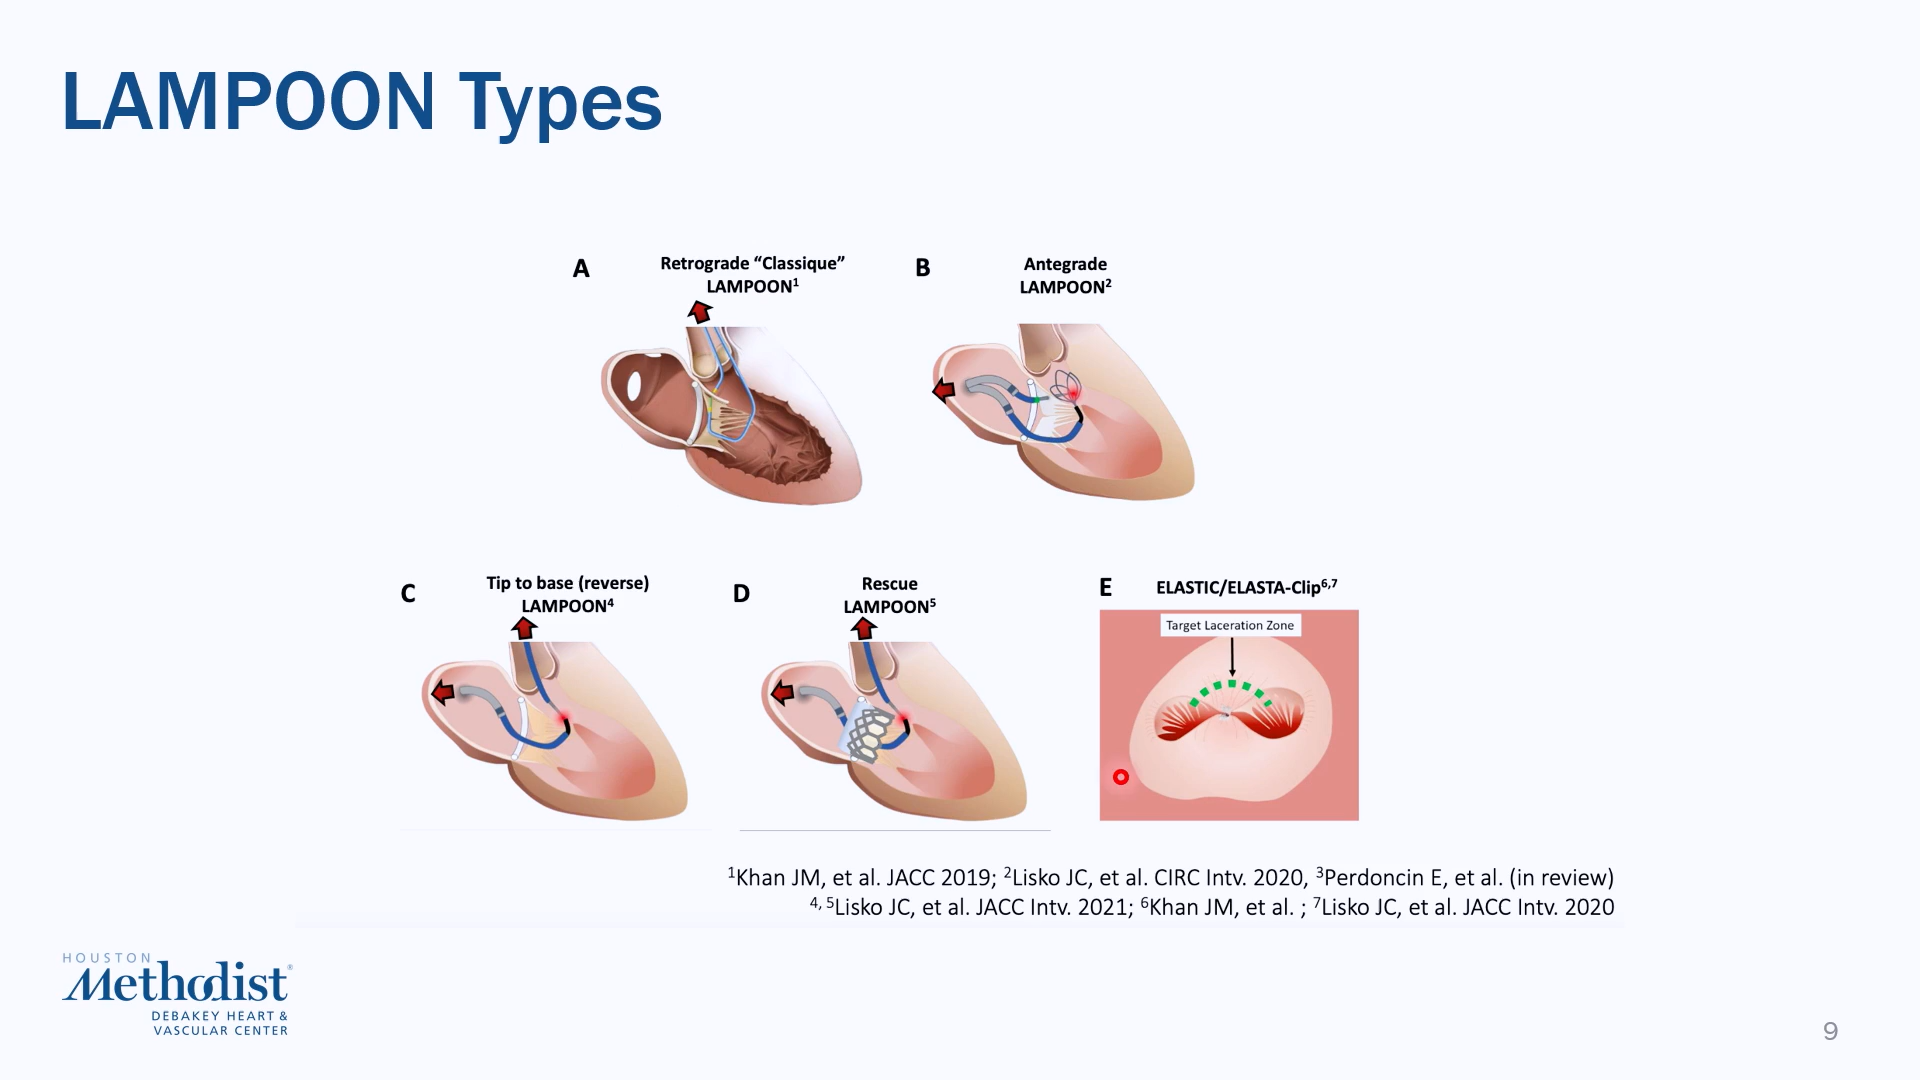 LAMPOON Types
A
Retrograde “Classique”
LAMPOON¹
B
Antegrade
LAMPOON²
C
Tip to base (reverse)
LAMPOON⁴
D
Rescue
LAMPOON⁵
E
ELASTIC/ELASTA-Clip⁶,⁷
Target Laceration Zone
¹Khan JM, et al. JACC 2019; ²Lisko JC, et al. CIRC Intv. 2020, ³Perdoncin E, et al. (in review)
⁴,⁵Lisko JC, et al. JACC Intv. 2021; ⁶Khan JM, et al. ; ⁷Lisko JC, et al. JACC Intv. 2020
HOUSTON
Methodist®
DEBAKEY HEART &
VASCULAR CENTER
9